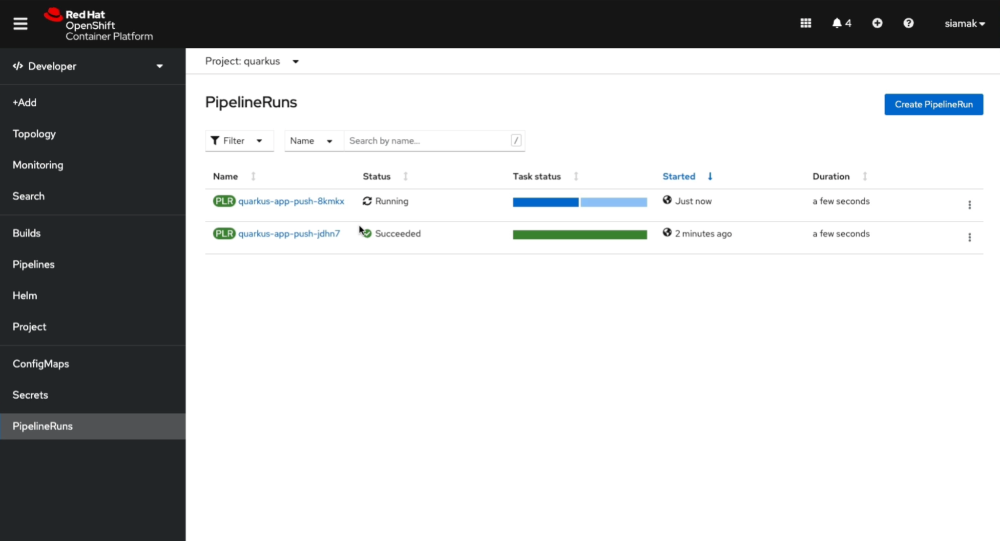 Red Hat
OpenShift
Container Platform
4
siamak
</> Developer
Project: quarkus
+Add
Topology
Monitoring
Search
Builds
Pipelines
Helm
Project
ConfigMaps
Secrets
PipelineRuns
PipelineRuns
Create PipelineRun
Filter Name Search by name... /
Name Status Task status Started Duration
PLR quarkus-app-push-8kmkx Running Just now a few seconds
PLR quarkus-app-push-jdhn7 Succeeded 2 minutes ago a few seconds